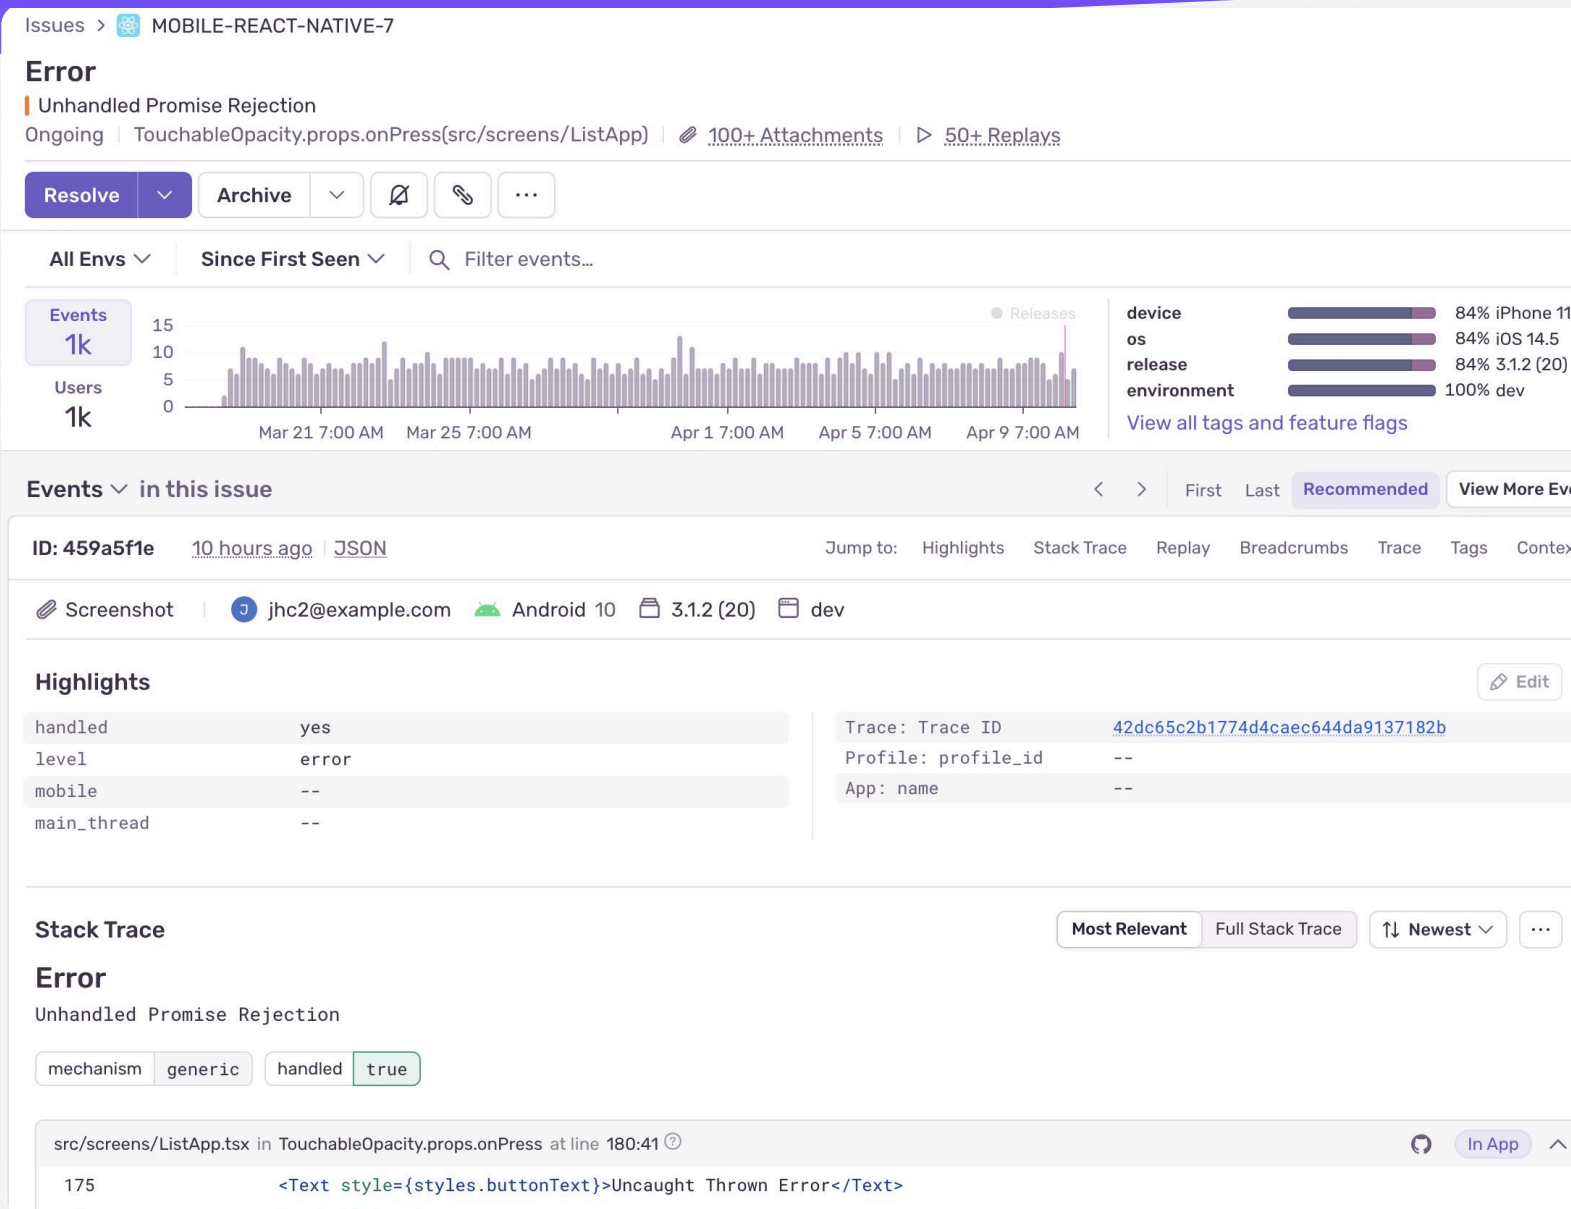 Issues > MOBILE-REACT-NATIVE-7
Error
Unhandled Promise Rejection
Ongoing TouchableOpacity.props.onPress(src/screens/ListApp) 100+ Attachments 50+ Replays
Resolve Archive ...
All Envs Since First Seen Filter events...
Events
1k
Users
1k
15
10
5
0
Releases
Mar 21 7:00 AM Mar 25 7:00 AM Apr 1 7:00 AM Apr 5 7:00 AM Apr 9 7:00 AM
device 84% iPhone 11
os 84% iOS 14.5
release 84% 3.1.2 (20)
environment 100% dev
View all tags and feature flags
Events in this issue < > First Last Recommended View More Eve
ID: 459a5f1e 10 hours ago JSON Jump to: Highlights Stack Trace Replay Breadcrumbs Trace Tags Contex
Screenshot J jhc2@example.com Android 10 3.1.2 (20) dev
Highlights Edit
handled yes
level error
mobile --
main_thread --
Trace: Trace ID 42dc65c2b1774d4caec644da9137182b
Profile: profile_id --
App: name --
Stack Trace Most Relevant Full Stack Trace Newest ...
Error
Unhandled Promise Rejection
mechanism generic handled true
src/screens/ListApp.tsx in TouchableOpacity.props.onPress at line 180:41 ? In App
175 <Text style={styles.buttonText}>Uncaught Thrown Error</Text>